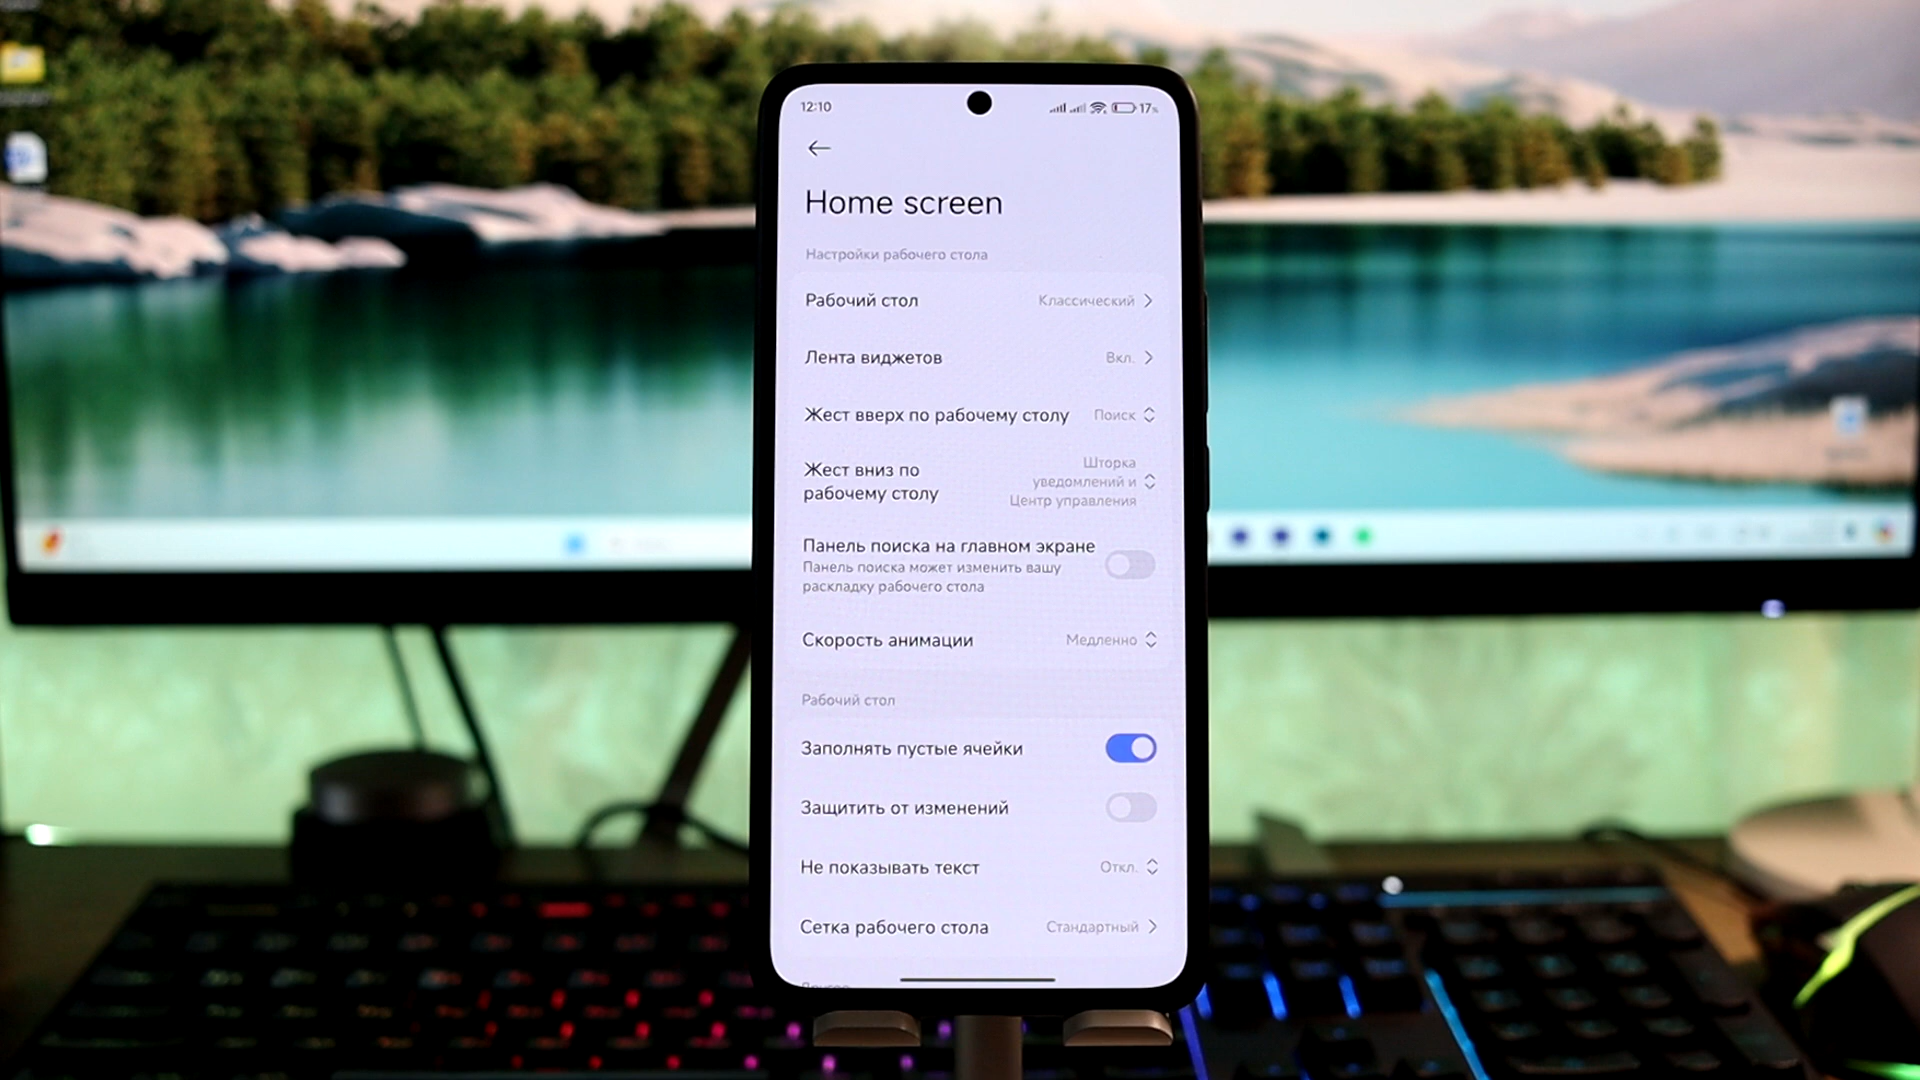 12:10
17%
Home screen
Настройки рабочего стола
Рабочий стол Классический
Лента виджетов Вкл.
Жест вверх по рабочему столу Поиск
Жест вниз по
рабочему столу
Шторка
уведомлений и
Центр управления
Панель поиска на главном экране
Панель поиска может изменить вашу
раскладку рабочего стола
Скорость анимации Медленно
Рабочий стол
Заполнять пустые ячейки
Защитить от изменений
Не показывать текст Откл.
Сетка рабочего стола Стандартный